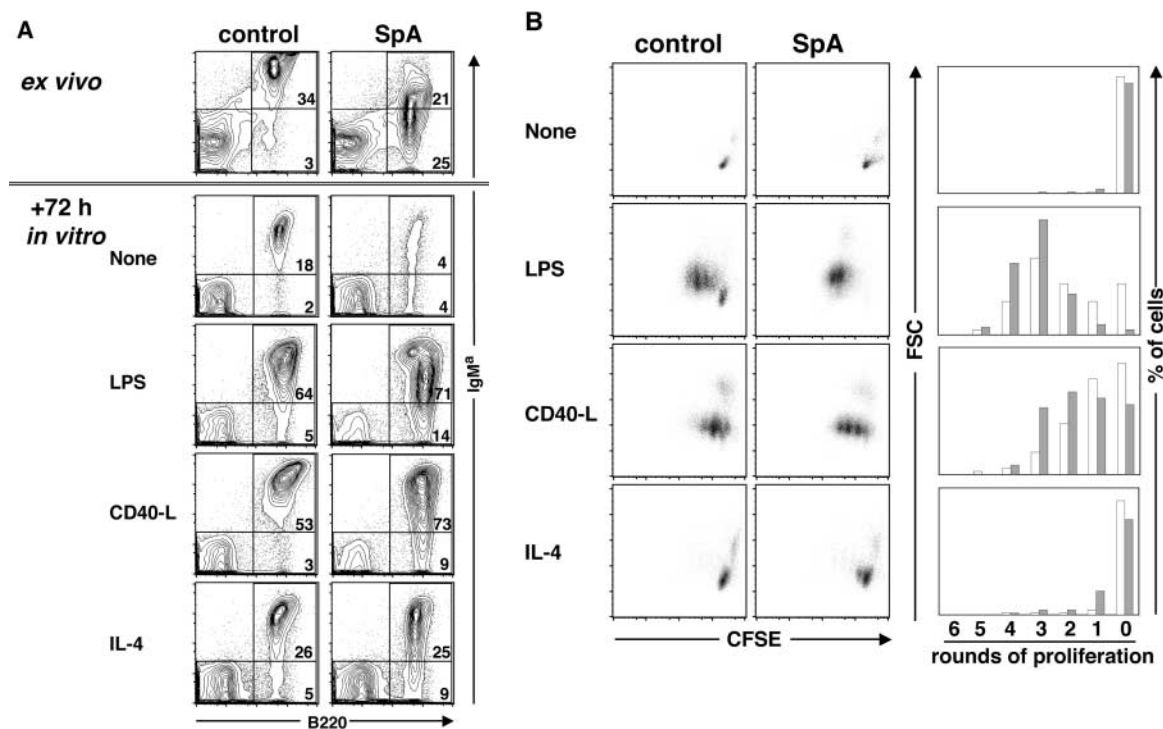 A
control SpA
ex vivo
34 21
3 25
+72 h
in vitro
None
18 4
2 4
LPS
64 71
5 14
CD40-L
53 73
3 9
IL-4
26 25
5 9
B220
IgMa
B
control SpA
None
LPS
CD40-L
IL-4
CFSE
FSC
% of cells
6 5 4 3 2 1 0
rounds of proliferation